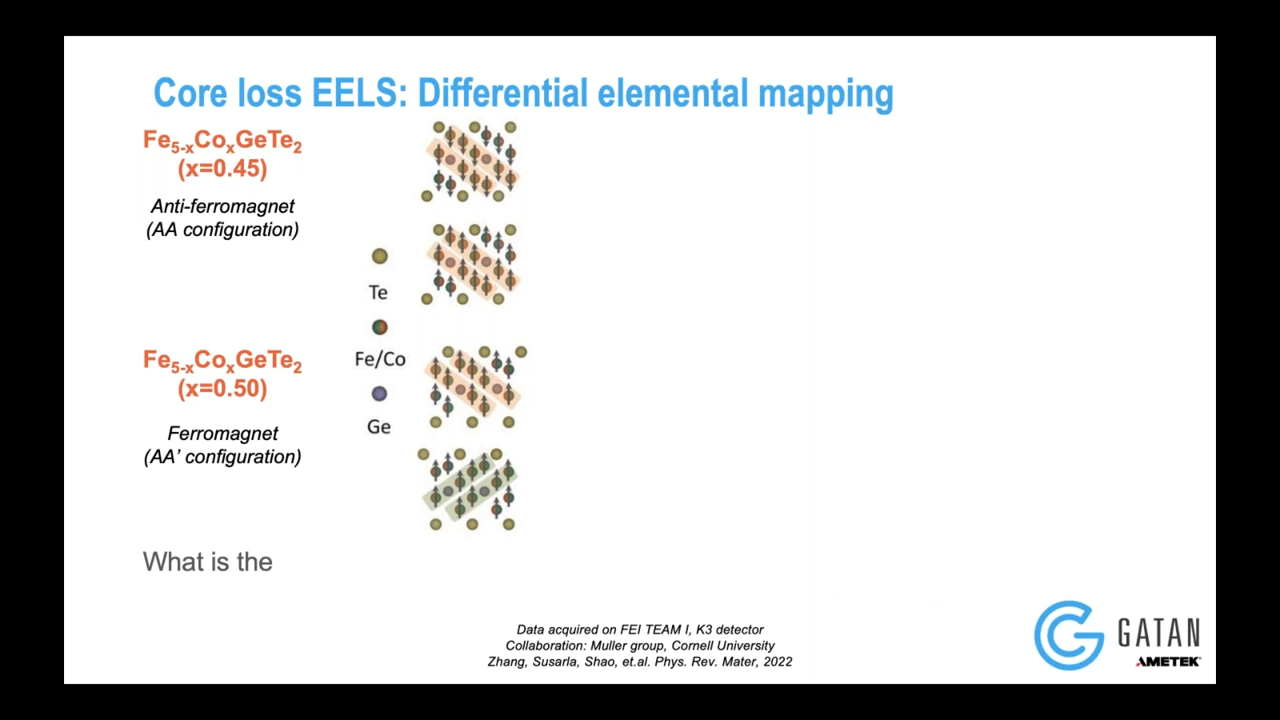 Core loss EELS: Differential elemental mapping
Fe5-xCoxGeTe2
(x=0.45)
Anti-ferromagnet
(AA configuration)
Te
Fe/Co
Ge
Fe5-xCoxGeTe2
(x=0.50)
Ferromagnet
(AA’ configuration)
What is the
Data acquired on FEI TEAM I, K3 detector
Collaboration: Muller group, Cornell University
Zhang, Susarla, Shao, et.al. Phys. Rev. Mater, 2022
GATAN
AMETEK